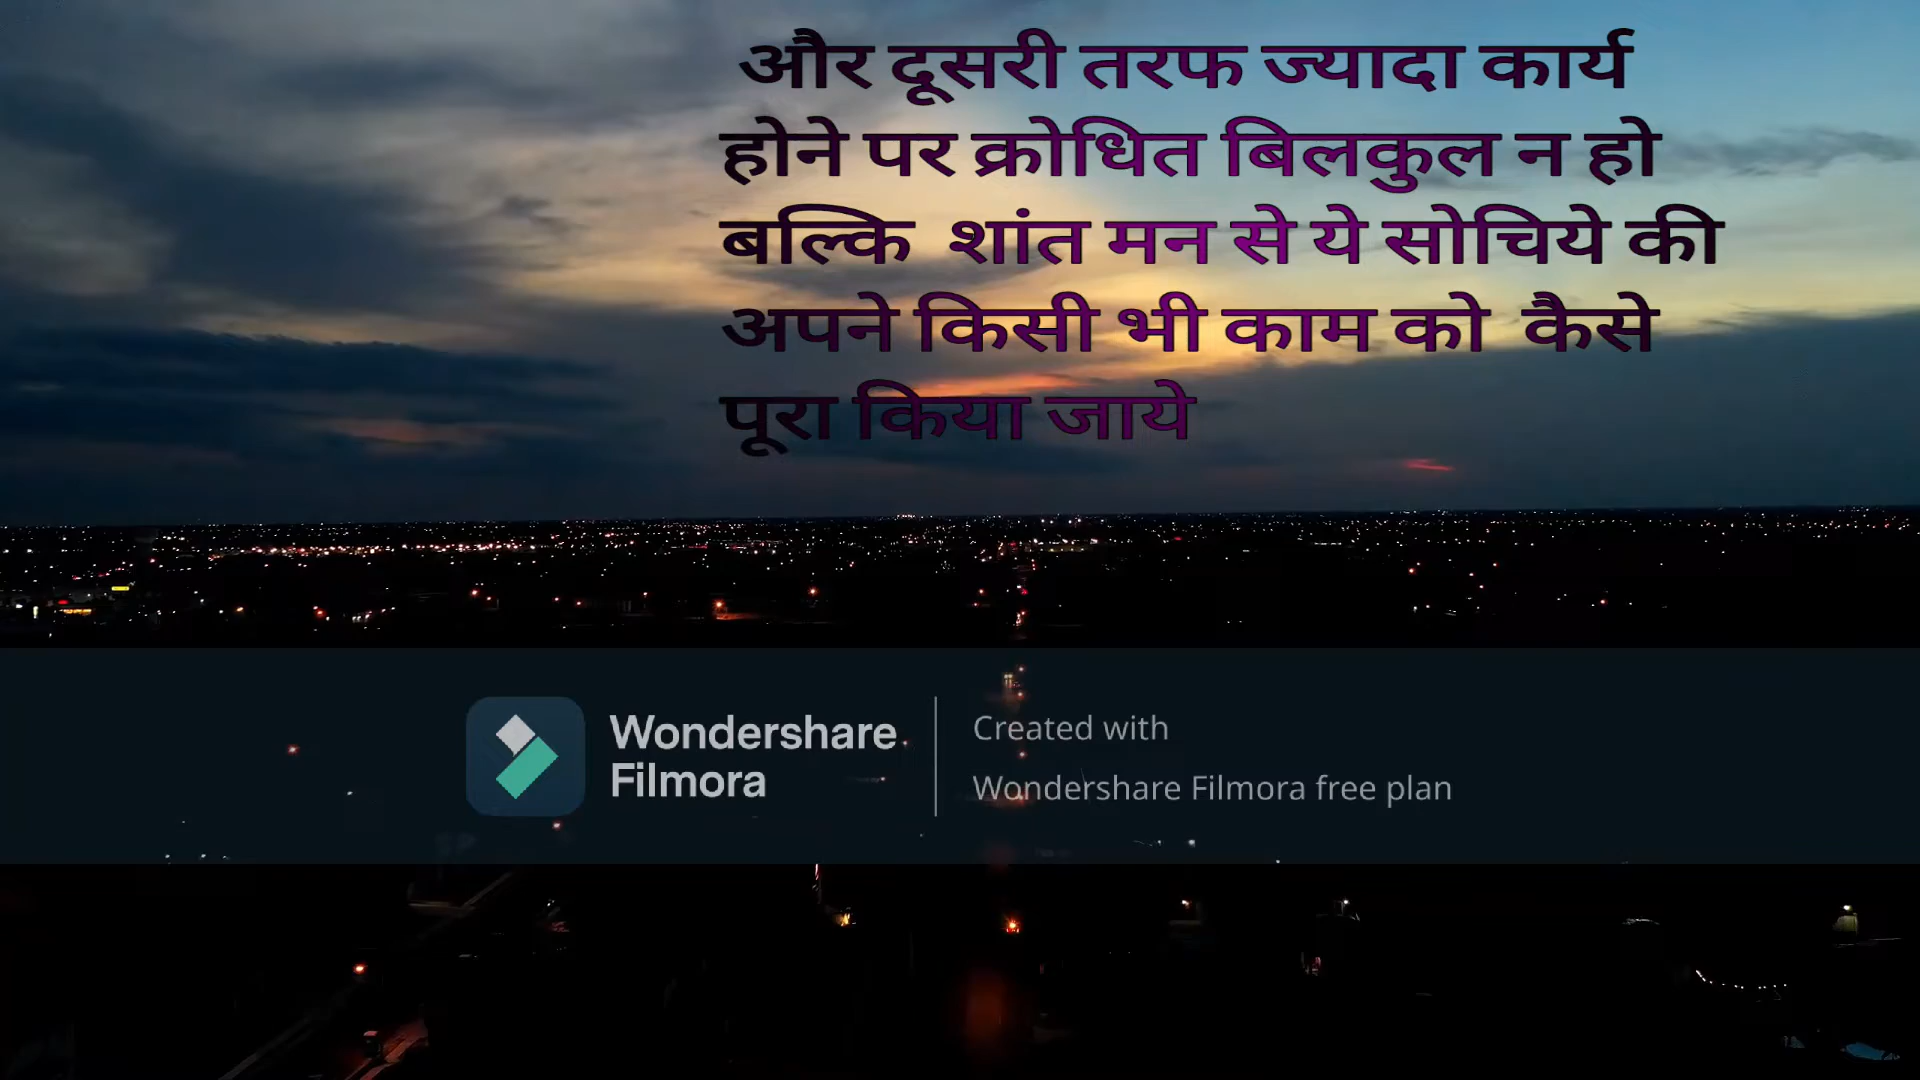 और दूसरी तरफ ज्यादा कार्य
होने पर क्रोधित बिलकुल न हो
बल्कि शांत मन से ये सोचिये की
अपने किसी भी काम को कैसे
पूरा किया जाये
Wondershare
Filmora
Created with
Wondershare Filmora free plan